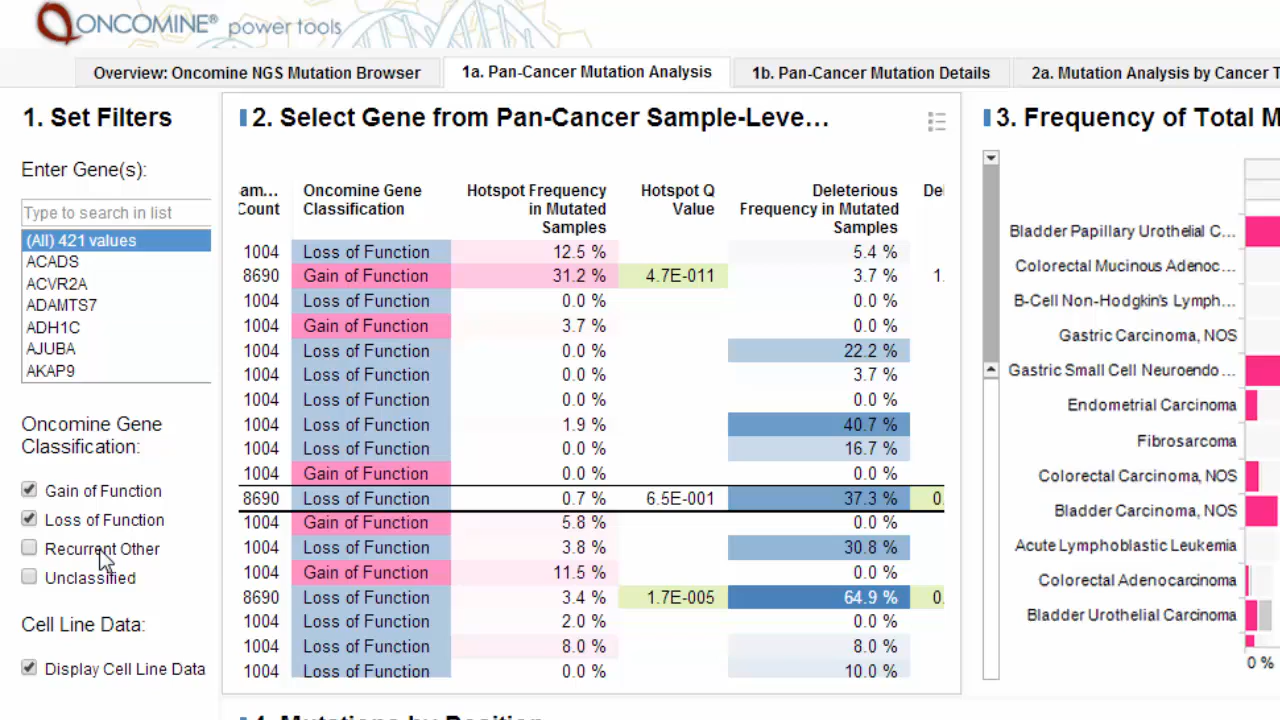 ONCOMINE® power tools
Overview: Oncomine NGS Mutation Browser
1a. Pan-Cancer Mutation Analysis
1b. Pan-Cancer Mutation Details
2a. Mutation Analysis by Cancer T
1. Set Filters
Enter Gene(s):
Type to search in list
(All) 421 values
ACADS
ACVR2A
ADAMTS7
ADH1C
AJUBA
AKAP9
Oncomine Gene
Classification:
Gain of Function
Loss of Function
Recurrent Other
Unclassified
Cell Line Data:
Display Cell Line Data
2. Select Gene from Pan-Cancer Sample-Leve...
am... Oncomine Gene Hotspot Frequency Hotspot Q Deleterious De
Count Classification in Mutated Value Frequency in Mutated
Samples Samples
1004 Loss of Function 12.5 % 5.4 %
8690 Gain of Function 31.2 % 4.7E-011 3.7 % 1.
1004 Loss of Function 0.0 % 0.0 %
1004 Gain of Function 3.7 % 0.0 %
1004 Loss of Function 0.0 % 22.2 %
1004 Loss of Function 0.0 % 3.7 %
1004 Loss of Function 0.0 % 0.0 %
1004 Loss of Function 1.9 % 40.7 %
1004 Loss of Function 0.0 % 16.7 %
1004 Gain of Function 0.0 % 0.0 %
8690 Loss of Function 0.7 % 6.5E-001 37.3 % 0.
1004 Gain of Function 5.8 % 0.0 %
1004 Loss of Function 3.8 % 30.8 %
1004 Gain of Function 11.5 % 0.0 %
8690 Loss of Function 3.4 % 1.7E-005 64.9 % 0.
1004 Loss of Function 2.0 % 0.0 %
1004 Loss of Function 8.0 % 8.0 %
1004 Loss of Function 0.0 % 10.0 %
3. Frequency of Total M
Bladder Papillary Urothelial C...
Colorectal Mucinous Adenoc...
B-Cell Non-Hodgkin's Lymph...
Gastric Carcinoma, NOS
Gastric Small Cell Neuroendo...
Endometrial Carcinoma
Fibrosarcoma
Colorectal Carcinoma, NOS
Bladder Carcinoma, NOS
Acute Lymphoblastic Leukemia
Colorectal Adenocarcinoma
Bladder Urothelial Carcinoma
0 %
4. Mutations by Position